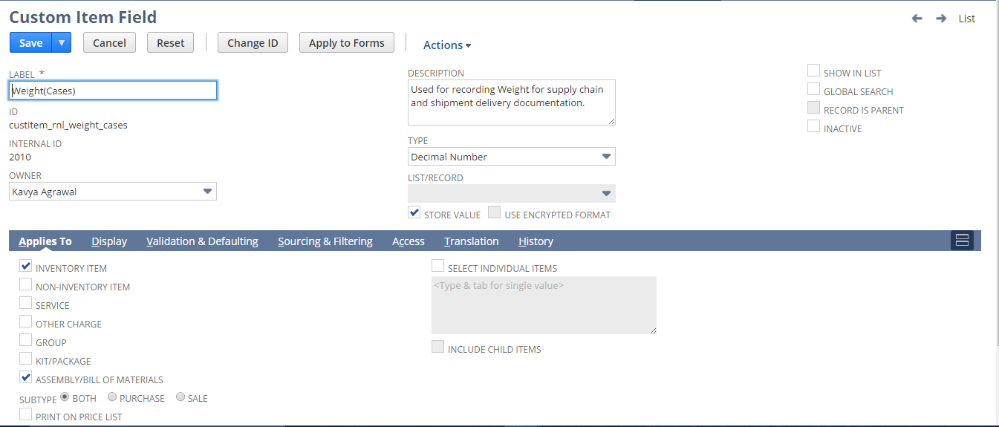 Custom Item Field
List
Save
Cancel
Reset
Change ID
Apply to Forms
Actions
LABEL *
Weight(Cases)
ID
custitem_rnl_weight_cases
INTERNAL ID
2010
OWNER
Kavya Agrawal
DESCRIPTION
Used for recording Weight for supply chain
and shipment delivery documentation.
TYPE
Decimal Number
LIST/RECORD
STORE VALUE USE ENCRYPTED FORMAT
SHOW IN LIST
GLOBAL SEARCH
RECORD IS PARENT
INACTIVE
Applies To Display Validation & Defaulting Sourcing & Filtering Access Translation History
INVENTORY ITEM
NON-INVENTORY ITEM
SERVICE
OTHER CHARGE
GROUP
KIT/PACKAGE
ASSEMBLY/BILL OF MATERIALS
SUBTYPE BOTH PURCHASE SALE
PRINT ON PRICE LIST
SELECT INDIVIDUAL ITEMS
<Type & tab for single value>
INCLUDE CHILD ITEMS